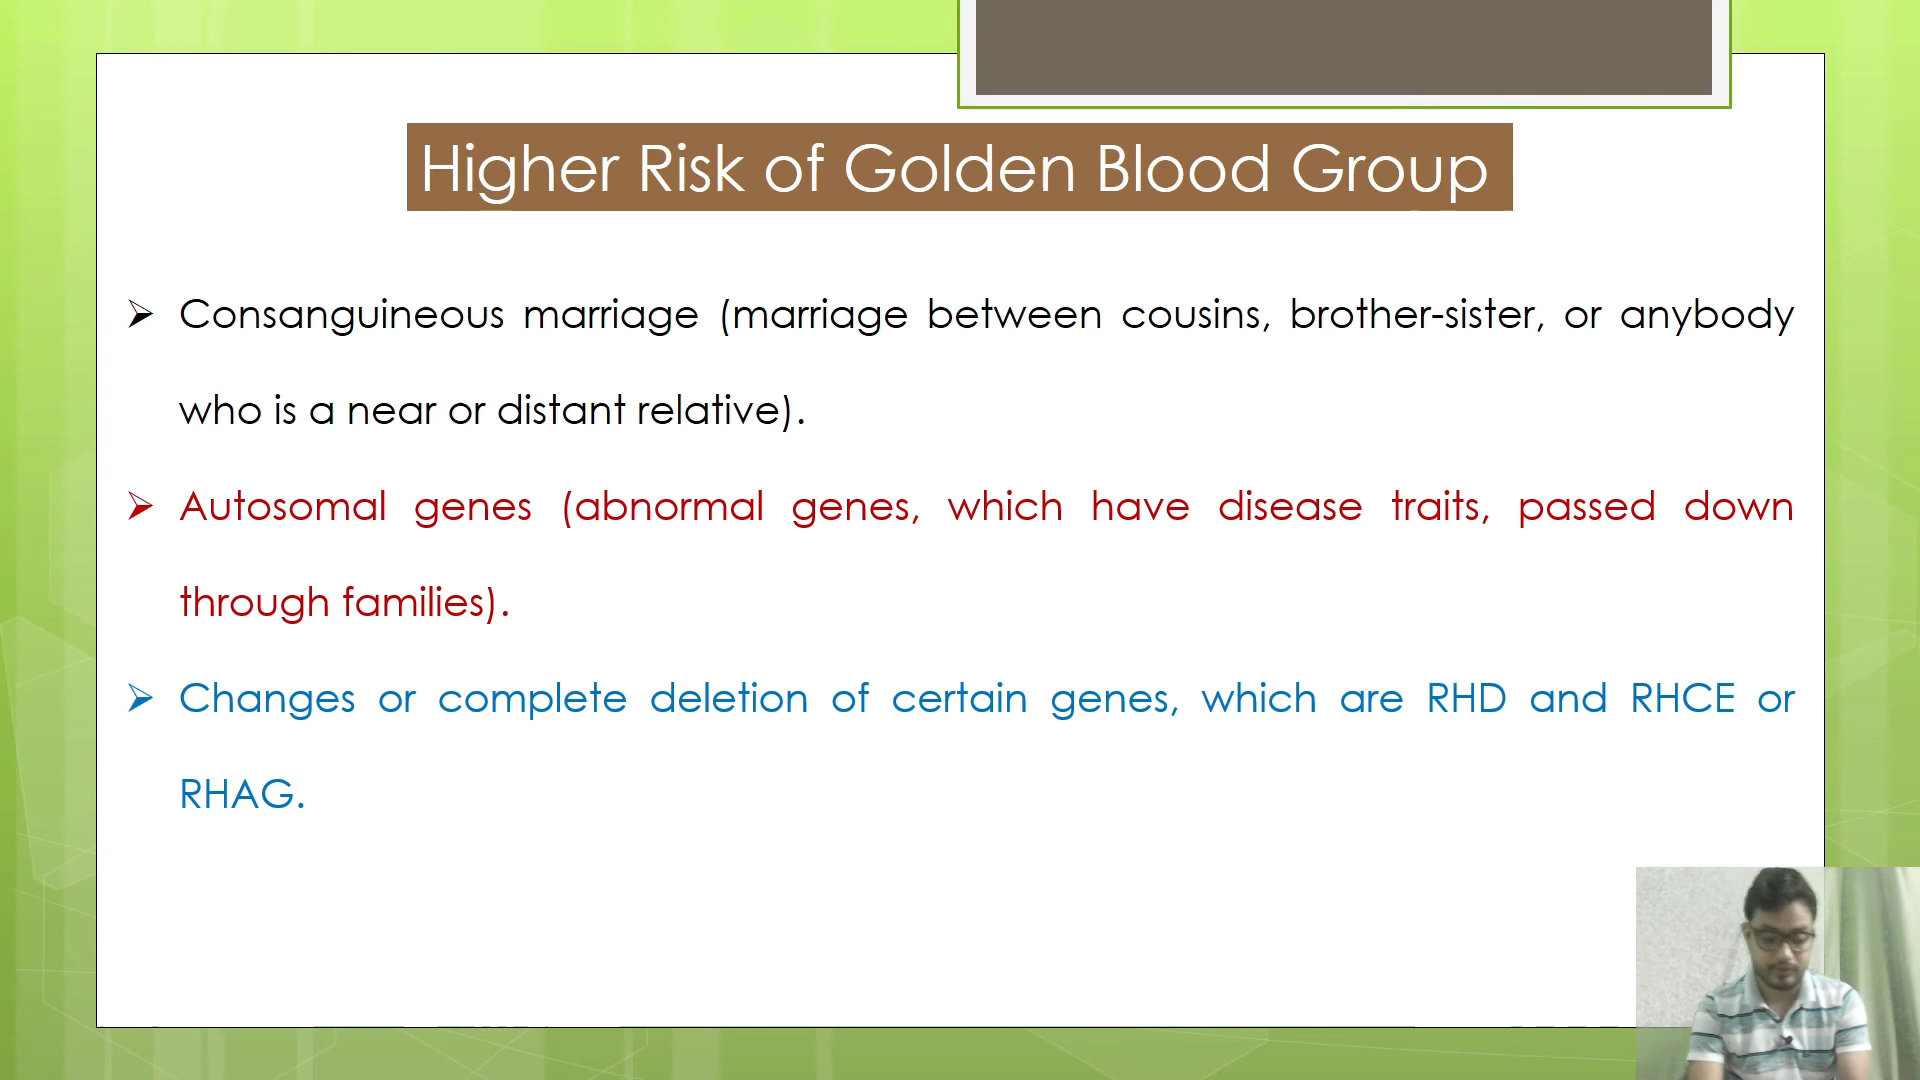 Higher Risk of Golden Blood Group
➢ Consanguineous marriage (marriage between cousins, brother-sister, or anybody
who is a near or distant relative).
➢ Autosomal genes (abnormal genes, which have disease traits, passed down
through families).
➢ Changes or complete deletion of certain genes, which are RHD and RHCE or
RHAG.